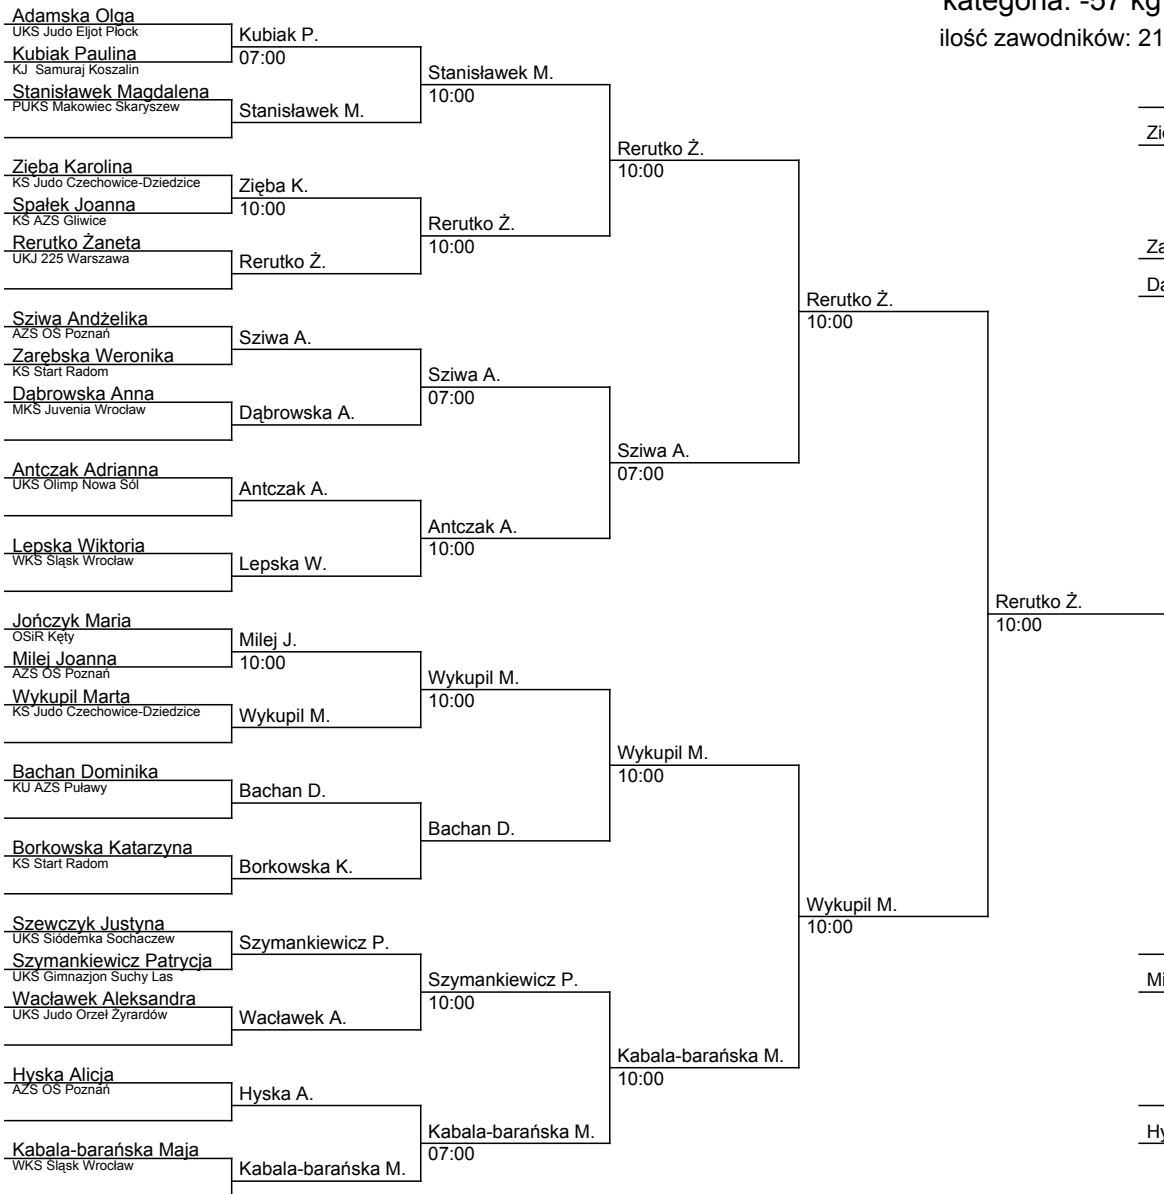 kategoria: -57 kg
ilość zawodników: 21
Adamska Olga
UKS Judo Eljot Płock
Kubiak Paulina
KJ Samuraj Koszalin
Stanisławek Magdalena
PUKS Makowiec Skaryszew
Zięba Karolina
KS Judo Czechowice-Dziedzice
Spałek Joanna
KS AZS Gliwice
Rerutko Żaneta
UKJ 225 Warszawa
Sziwa Andżelika
AZS OŚ Poznań
Zarębska Weronika
KS Start Radom
Dąbrowska Anna
MKS Juvenia Wrocław
Antczak Adrianna
UKS Olimp Nowa Sól
Lepska Wiktoria
WKS Śląsk Wrocław
Jończyk Maria
OSiR Kęty
Milej Joanna
AZS OŚ Poznań
Wykupil Marta
KS Judo Czechowice-Dziedzice
Bachan Dominika
KU AZS Puławy
Borkowska Katarzyna
KS Start Radom
Szewczyk Justyna
UKS Siódemka Sochaczew
Szymankiewicz Patrycja
UKS Gimnazjon Suchy Las
Wacławek Aleksandra
UKS Judo Orzeł Żyrardów
Hyska Alicja
AZS OŚ Poznań
Kabala-barańska Maja
WKS Śląsk Wrocław
Kubiak P.
07:00
Stanisławek M.
Zięba K.
10:00
Rerutko Ż.
Sziwa A.
Dąbrowska A.
Antczak A.
Lepska W.
Milej J.
10:00
Wykupil M.
Bachan D.
Borkowska K.
Szymankiewicz P.
Wacławek A.
Hyska A.
Kabala-barańska M.
Stanisławek M.
10:00
Rerutko Ż.
10:00
Sziwa A.
07:00
Antczak A.
10:00
Wykupil M.
10:00
Bachan D.
Szymankiewicz P.
10:00
Kabala-barańska M.
07:00
Rerutko Ż.
10:00
Sziwa A.
07:00
Wykupil M.
10:00
Kabala-barańska M.
10:00
Rerutko Ż.
10:00
Wykupil M.
10:00
Rerutko Ż.
10:00